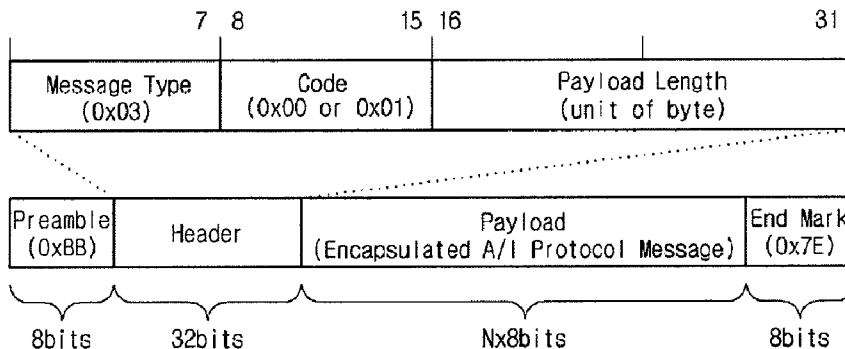 7 8 15 16 31
Message Type Code Payload Length
(0x03) (0x00 or 0x01) (unit of byte)
Preamble Header Payload End Mark
(0xBB) (Encapsulated A/I Protocol Message) (0x7E)
8bits 32bits Nx8bits 8bits